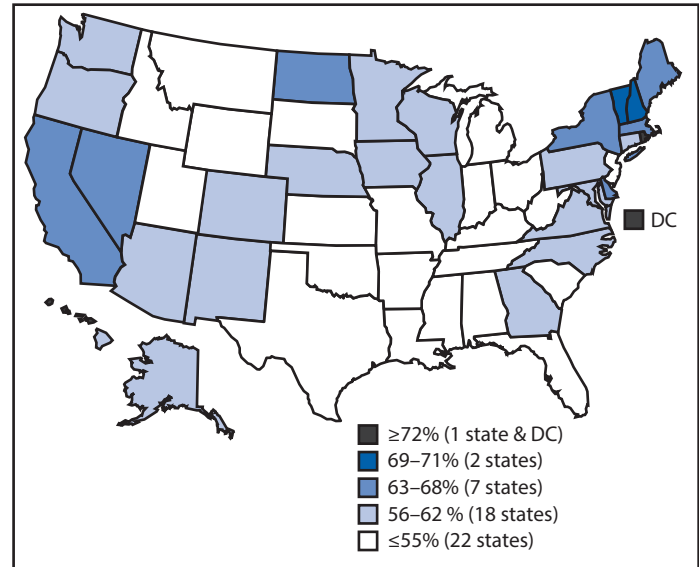 DC
≥72% (1 state & DC)
69–71% (2 states)
63–68% (7 states)
56–62 % (18 states)
≤55% (22 states)